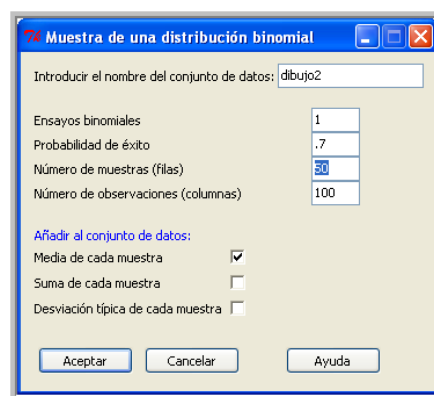 Muestra de una distribución binomial
Introducir el nombre del conjunto de datos: dibujo2
Ensayos binomiales 1
Probabilidad de éxito .7
Número de muestras (filas) 50
Número de observaciones (columnas) 100
Añadir al conjunto de datos:
Media de cada muestra
Suma de cada muestra
Desviación típica de cada muestra
Aceptar Cancelar Ayuda